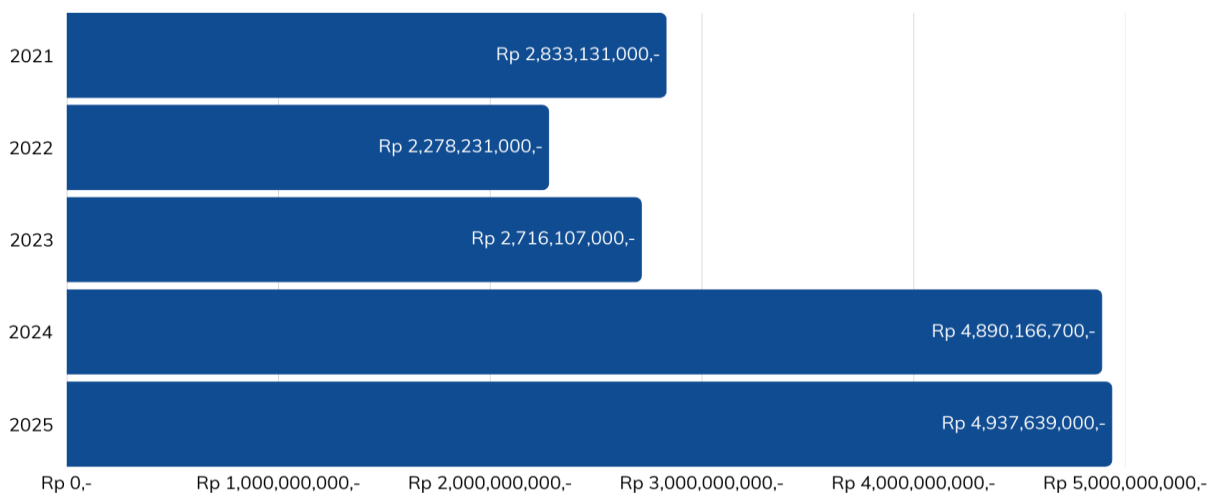 2021
Rp 2,833,131,000,-
2022
Rp 2,278,231,000,-
2023
Rp 2,716,107,000,-
2024
Rp 4,890,166,700,-
2025
Rp 4,937,639,000,-
Rp 0,- Rp 1,000,000,000,- Rp 2,000,000,000,- Rp 3,000,000,000,- Rp 4,000,000,000,- Rp 5,000,000,000,-